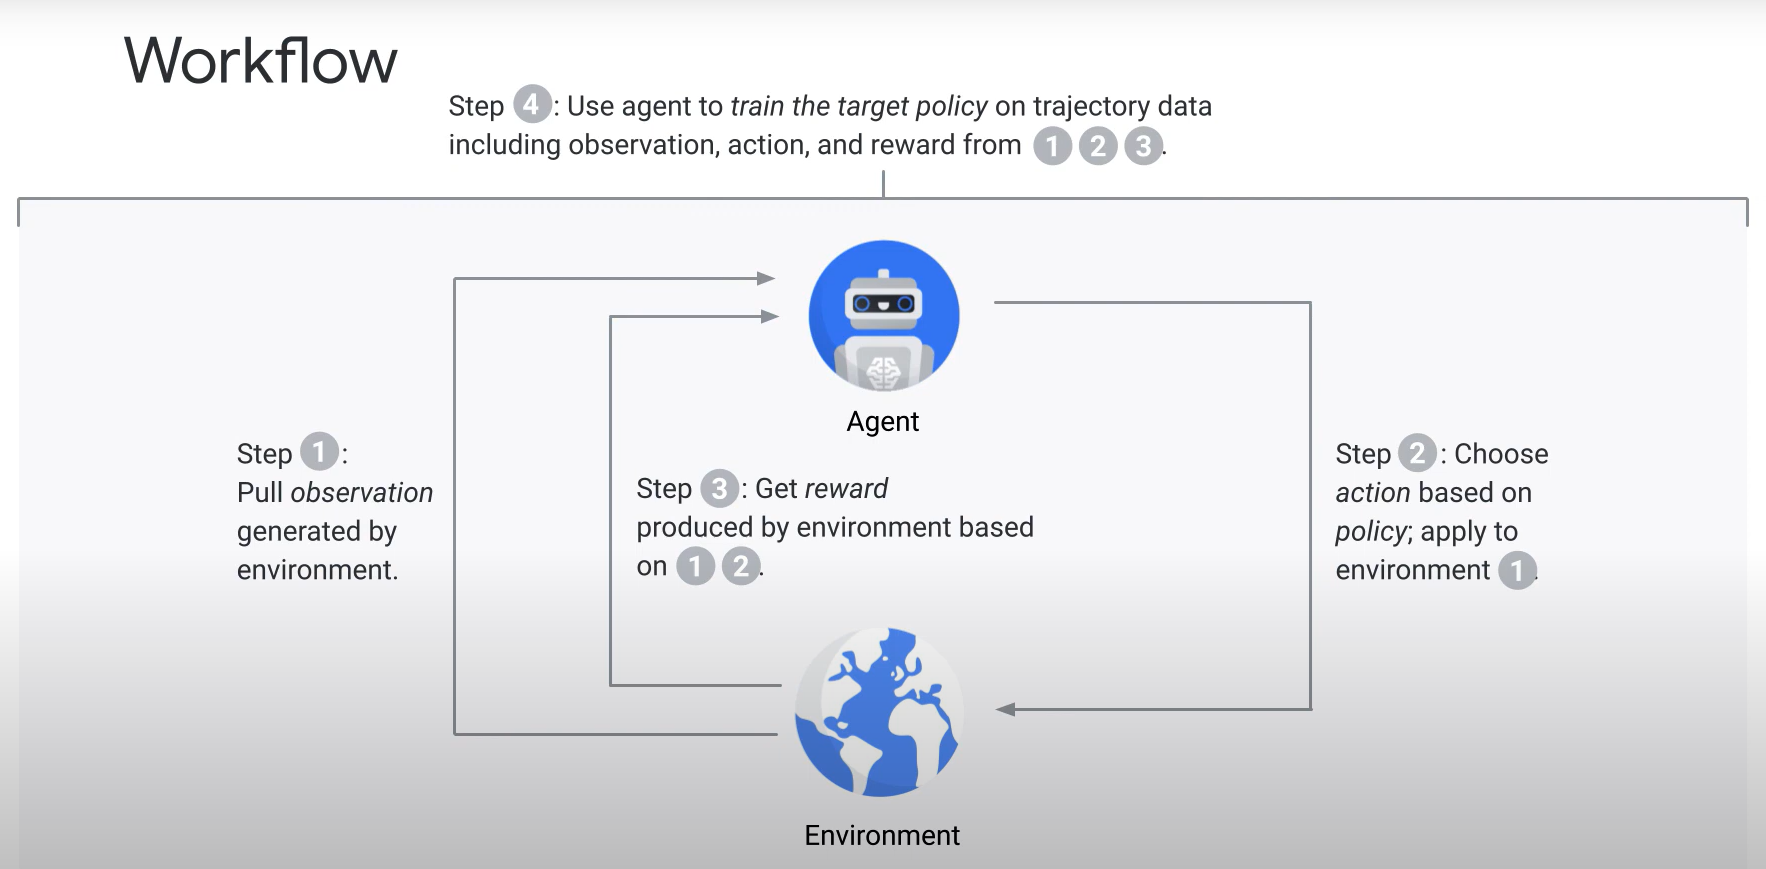 Workflow
Step 4: Use agent to train the target policy on trajectory data
including observation, action, and reward from 1 2 3.
Agent
Step 1:
Pull observation
generated by
environment.
Step 3: Get reward
produced by environment based
on 1 2.
Step 2: Choose
action based on
policy; apply to
environment 1.
Environment